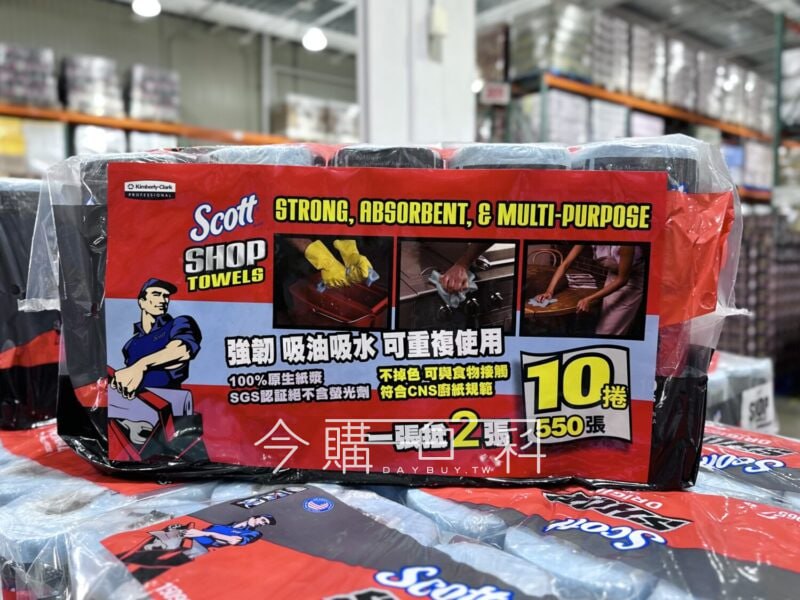 Kimberly-Clark
PROFESSIONAL
Scott
SHOP
TOWELS
STRONG, ABSORBENT, & MULTI-PURPOSE
強韌 吸油吸水 可重複使用
100%原生紙漿
SGS認証絕不含螢光劑
不掉色 可與食物接觸
符合CNS廚紙規範
10捲
550張
一張抵2張
今購百科
DAYBUY.TW
Scott
Scott
Scott